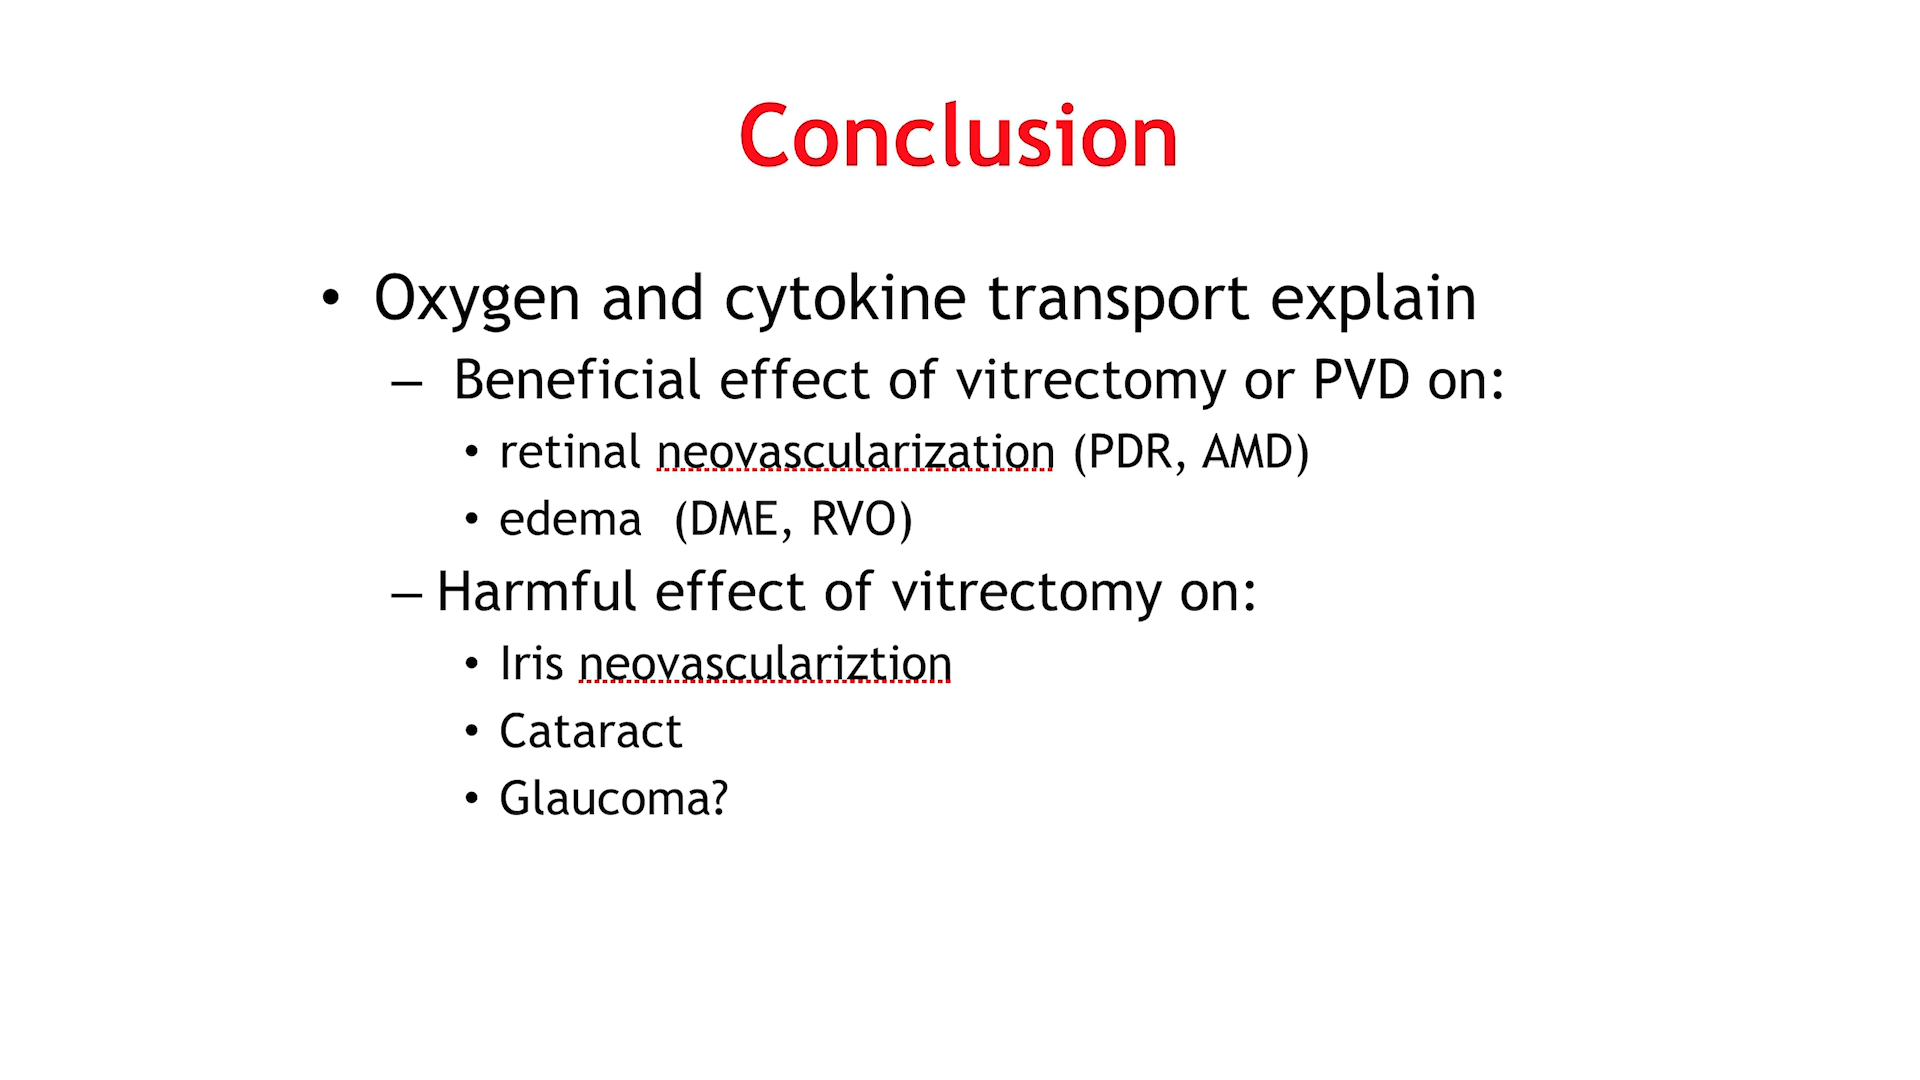 Conclusion
• Oxygen and cytokine transport explain
– Beneficial effect of vitrectomy or PVD on:
• retinal neovascularization (PDR, AMD)
• edema  (DME, RVO)
– Harmful effect of vitrectomy on:
• Iris neovasculariztion
• Cataract
• Glaucoma?